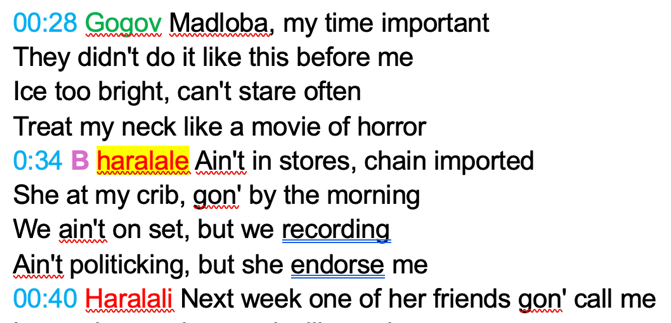 00:28 Gogov Madloba, my time important
They didn't do it like this before me
Ice too bright, can't stare often
Treat my neck like a movie of horror
0:34 B haralale Ain't in stores, chain imported
She at my crib, gon' by the morning
We ain't on set, but we recording
Ain't politicking, but she endorse me
00:40 Haralali Next week one of her friends gon' call me